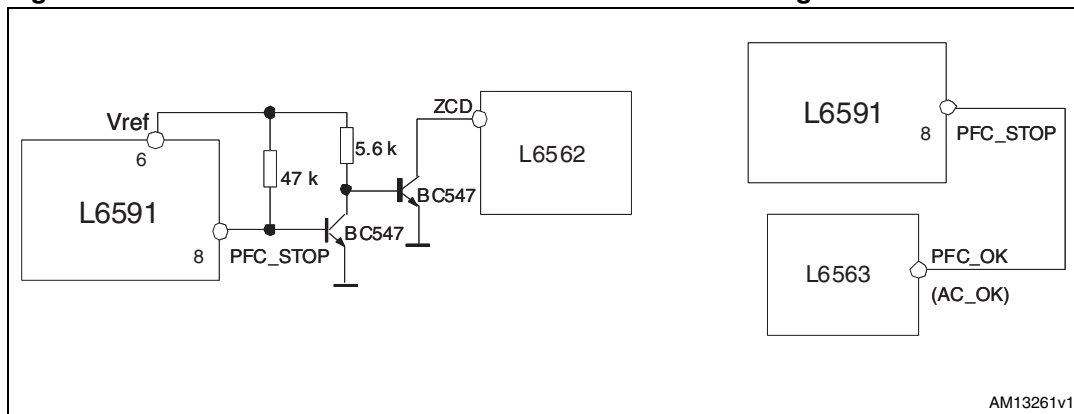 Vref
6
47 k
5.6 k
L6591
8
PFC_STOP
BC547
BC547
ZCD
L6562
L6591
8
PFC_STOP
L6563
PFC_OK
(AC_OK)
AM13261v1